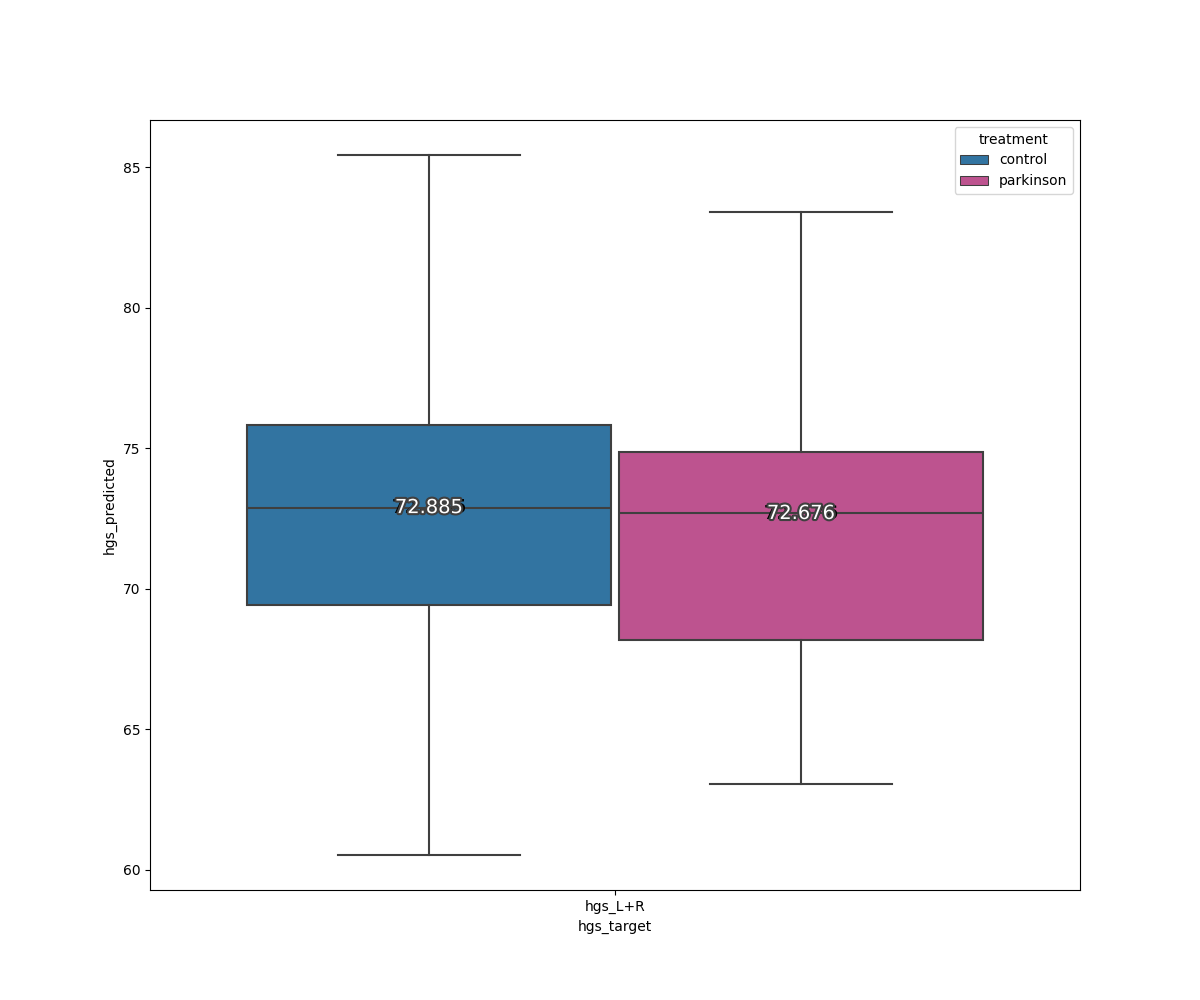 treatment
control
parkinson
85
80
75
70
65
60
hgs_predicted
72.885
72.676
hgs_L+R
hgs_target